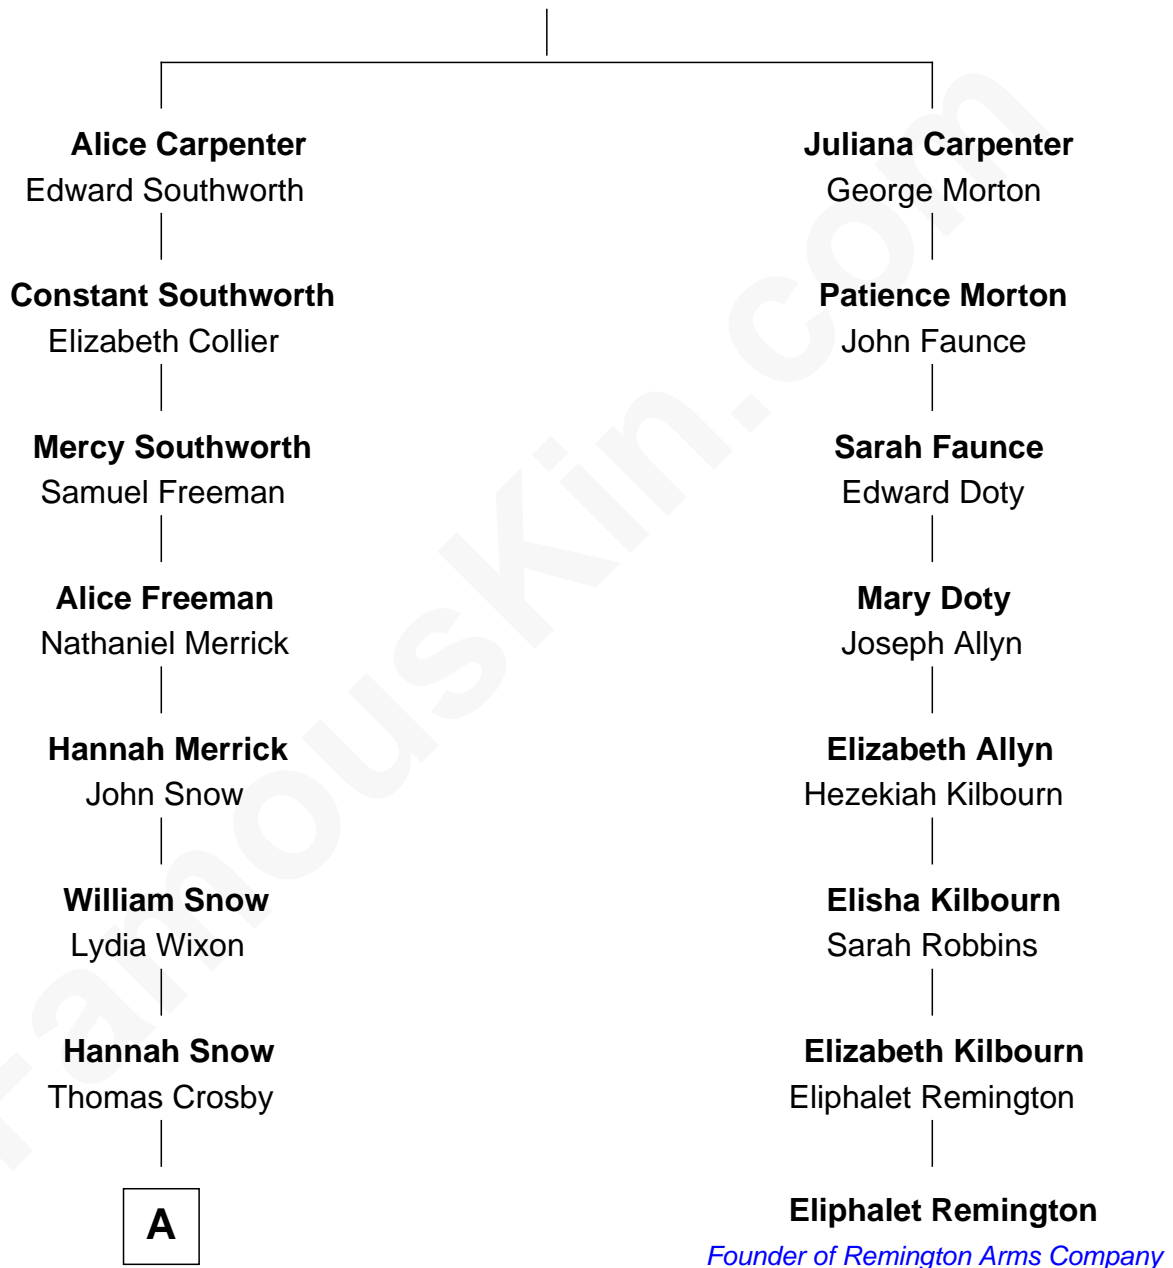 Alice Carpenter
Edward Southworth
Constant Southworth
Elizabeth Collier
Mercy Southworth
Samuel Freeman
Alice Freeman
Nathaniel Merrick
Hannah Merrick
John Snow
William Snow
Lydia Wixon
Hannah Snow
Thomas Crosby
A
Juliana Carpenter
George Morton
Patience Morton
John Faunce
Sarah Faunce
Edward Doty
Mary Doty
Joseph Allyn
Elizabeth Allyn
Hezekiah Kilbourn
Elisha Kilbourn
Sarah Robbins
Elizabeth Kilbourn
Eliphalet Remington
Eliphalet Remington
Founder of Remington Arms Company
FamousKin.com